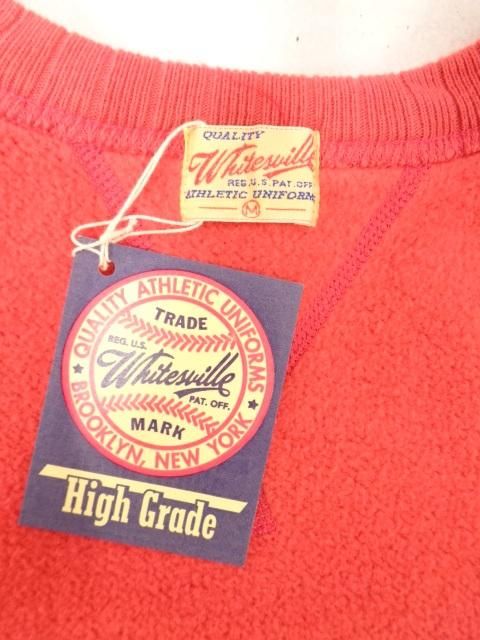 QUALITY
Whitesville
REG. U.S. PAT. OFF
ATHLETIC UNIFORM
M
QUALITY ATHLETIC UNIFORMS
TRADE
REG. U.S.
Whitesville
PAT. OFF.
MARK
BROOKLYN, NEW YORK
High Grade